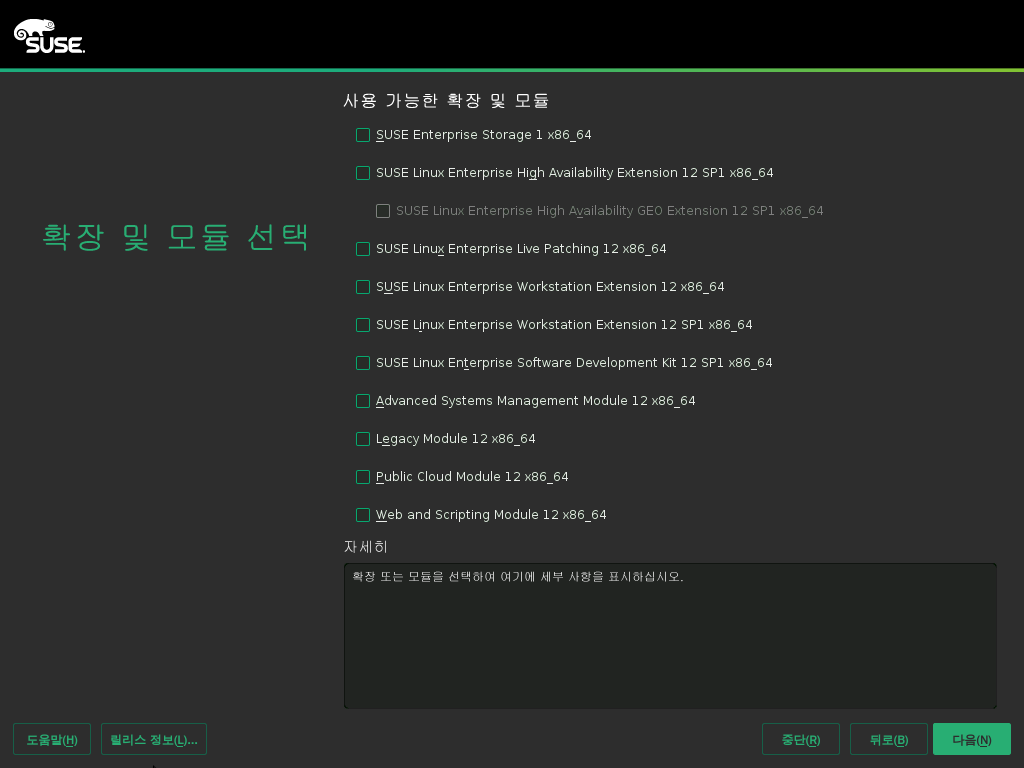 SUSE.
사용 가능한 확장 및 모듈
SUSE Enterprise Storage 1 x86_64
SUSE Linux Enterprise High Availability Extension 12 SP1 x86_64
SUSE Linux Enterprise High Availability GEO Extension 12 SP1 x86_64
확장 및 모듈 선택
SUSE Linux Enterprise Live Patching 12 x86_64
SUSE Linux Enterprise Workstation Extension 12 x86_64
SUSE Linux Enterprise Workstation Extension 12 SP1 x86_64
SUSE Linux Enterprise Software Development Kit 12 SP1 x86_64
Advanced Systems Management Module 12 x86_64
Legacy Module 12 x86_64
Public Cloud Module 12 x86_64
Web and Scripting Module 12 x86_64
자세히
확장 또는 모듈을 선택하여 여기에 세부 사항을 표시하십시오.
도움말(H) 릴리스 정보(L)... 중단(R) 뒤로(B) 다음(N)